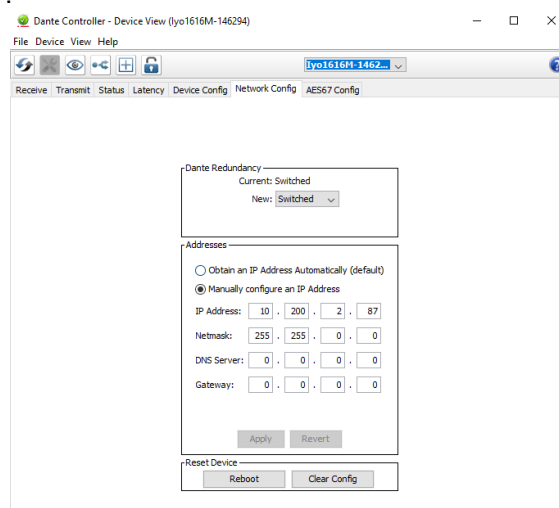 Dante Controller - Device View (Iyo1616M-146294)
File Device View Help
Iyo1616M-1462...
Receive Transmit Status Latency Device Config Network Config AES67 Config
Dante Redundancy
Current: Switched
New: Switched
Addresses
Obtain an IP Address Automatically (default)
Manually configure an IP Address
IP Address: 10 . 200 . 2 . 87
Netmask: 255 . 255 . 0 . 0
DNS Server: 0 . 0 . 0 . 0
Gateway: 0 . 0 . 0 . 0
Apply Revert
Reset Device
Reboot Clear Config